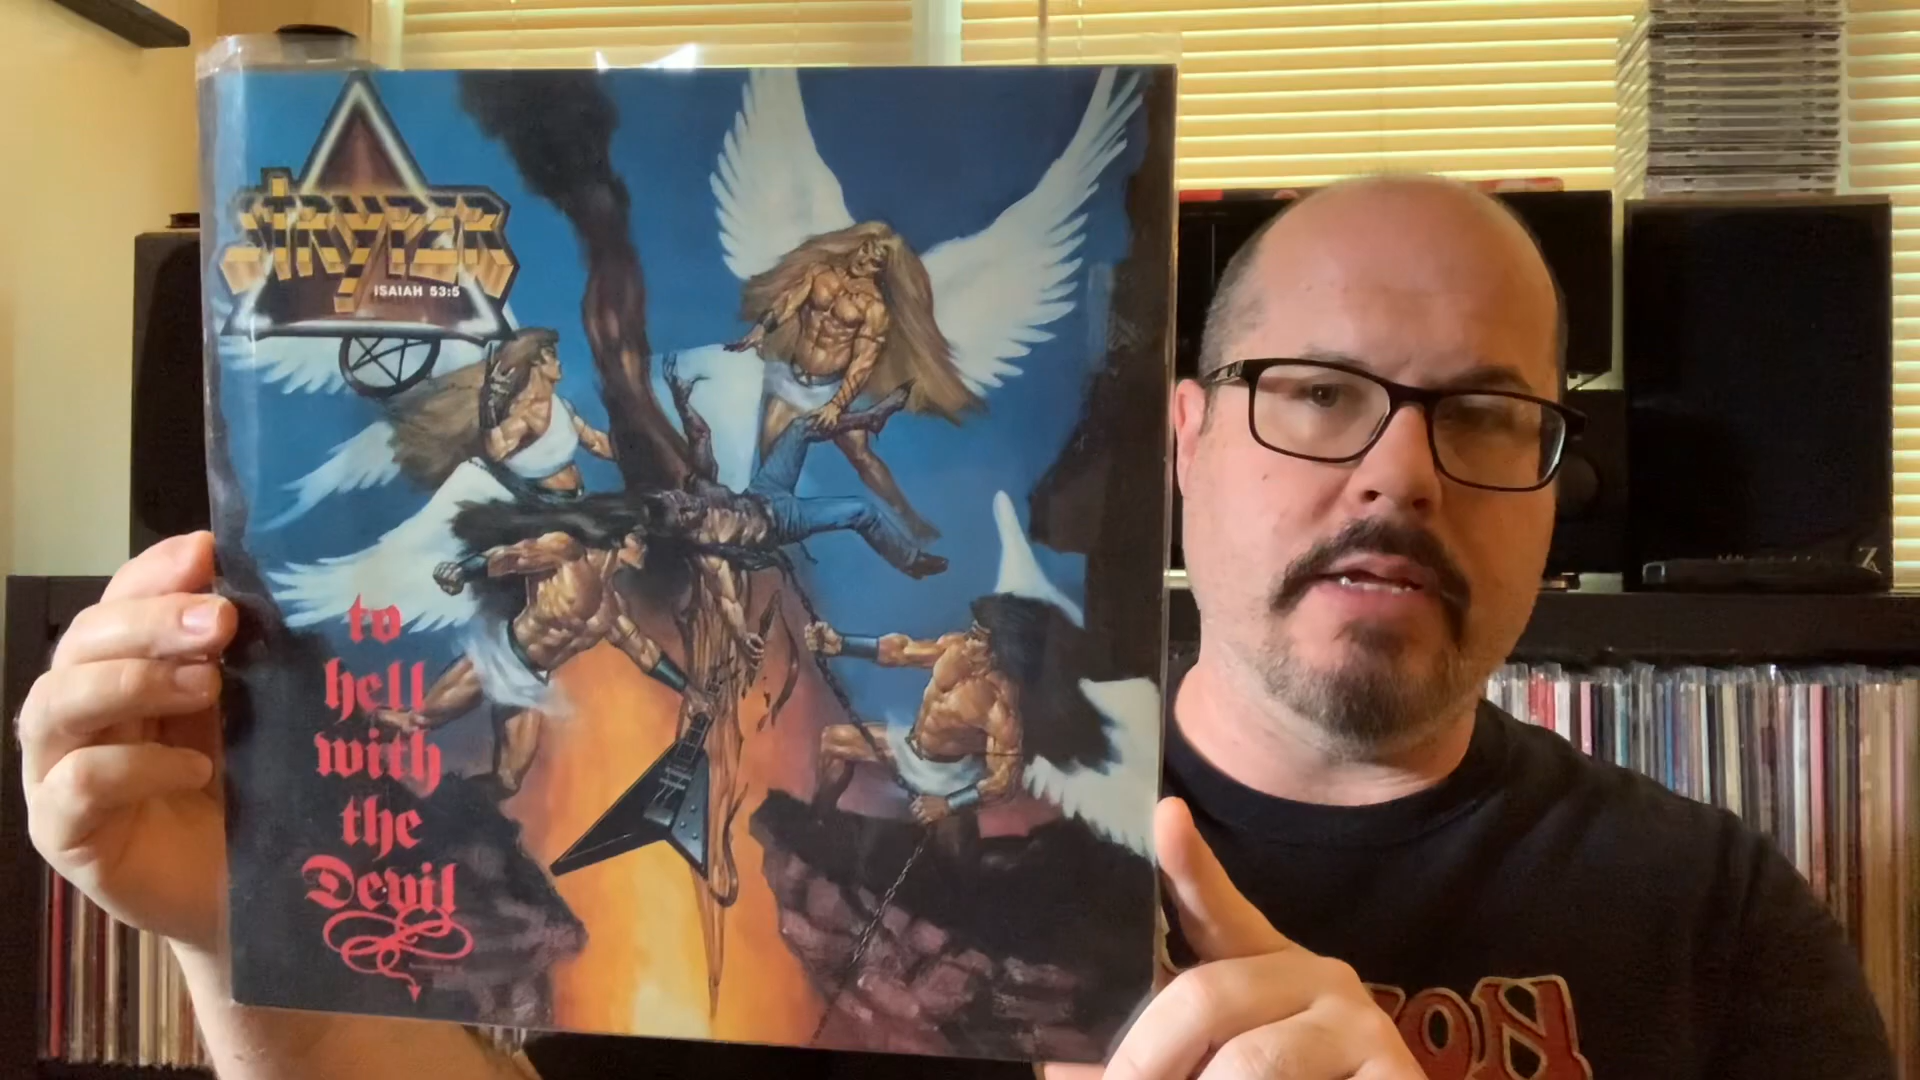 STRYPER
ISAIAH 53:5
to
hell
with
the
Devil